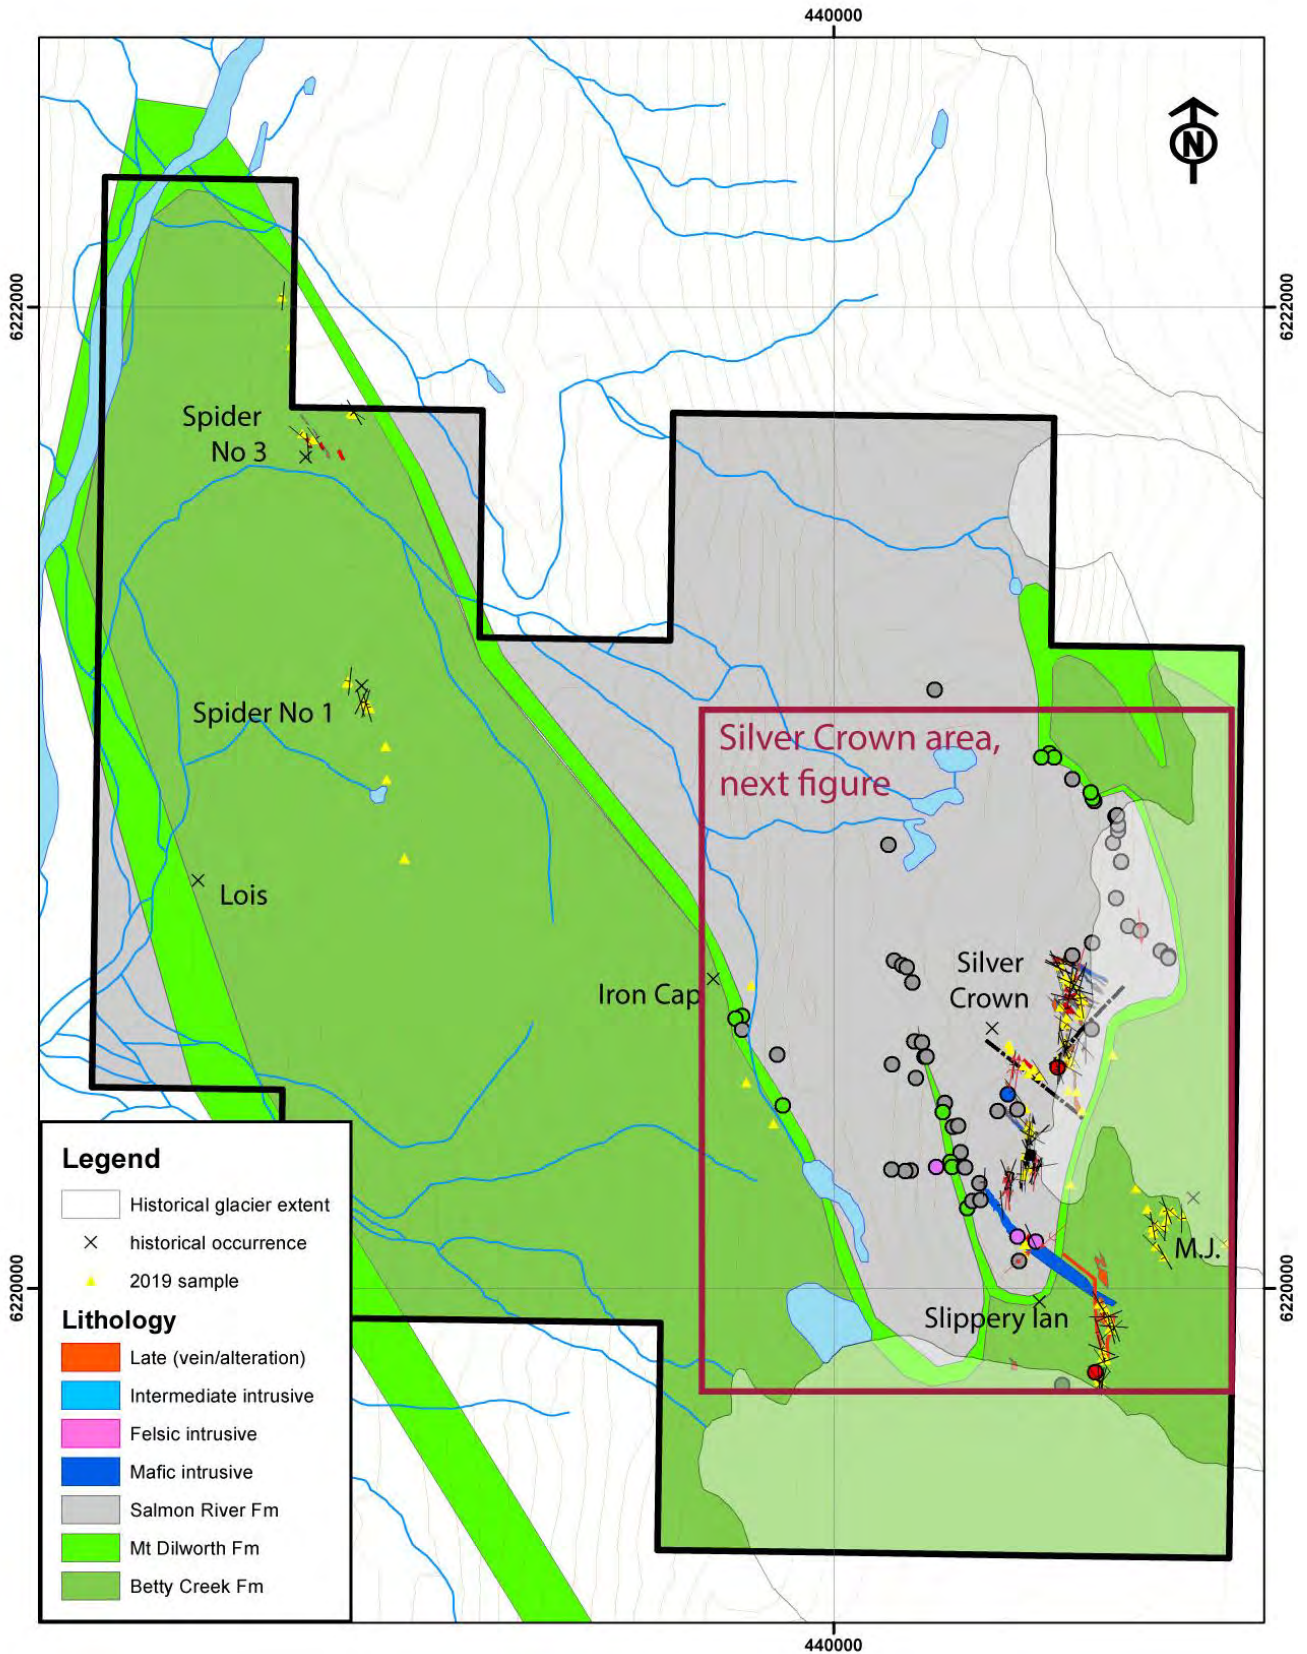 440000
N
6222000
6222000
Spider
No 3
Spider No 1
Silver Crown area,
next figure
Lois
Silver
Crown
Iron Cap
M.J.
Slippery Ian
6220000
6220000
Legend
Historical glacier extent
historical occurrence
2019 sample
Lithology
Late (vein/alteration)
Intermediate intrusive
Felsic intrusive
Mafic intrusive
Salmon River Fm
Mt Dilworth Fm
Betty Creek Fm
440000